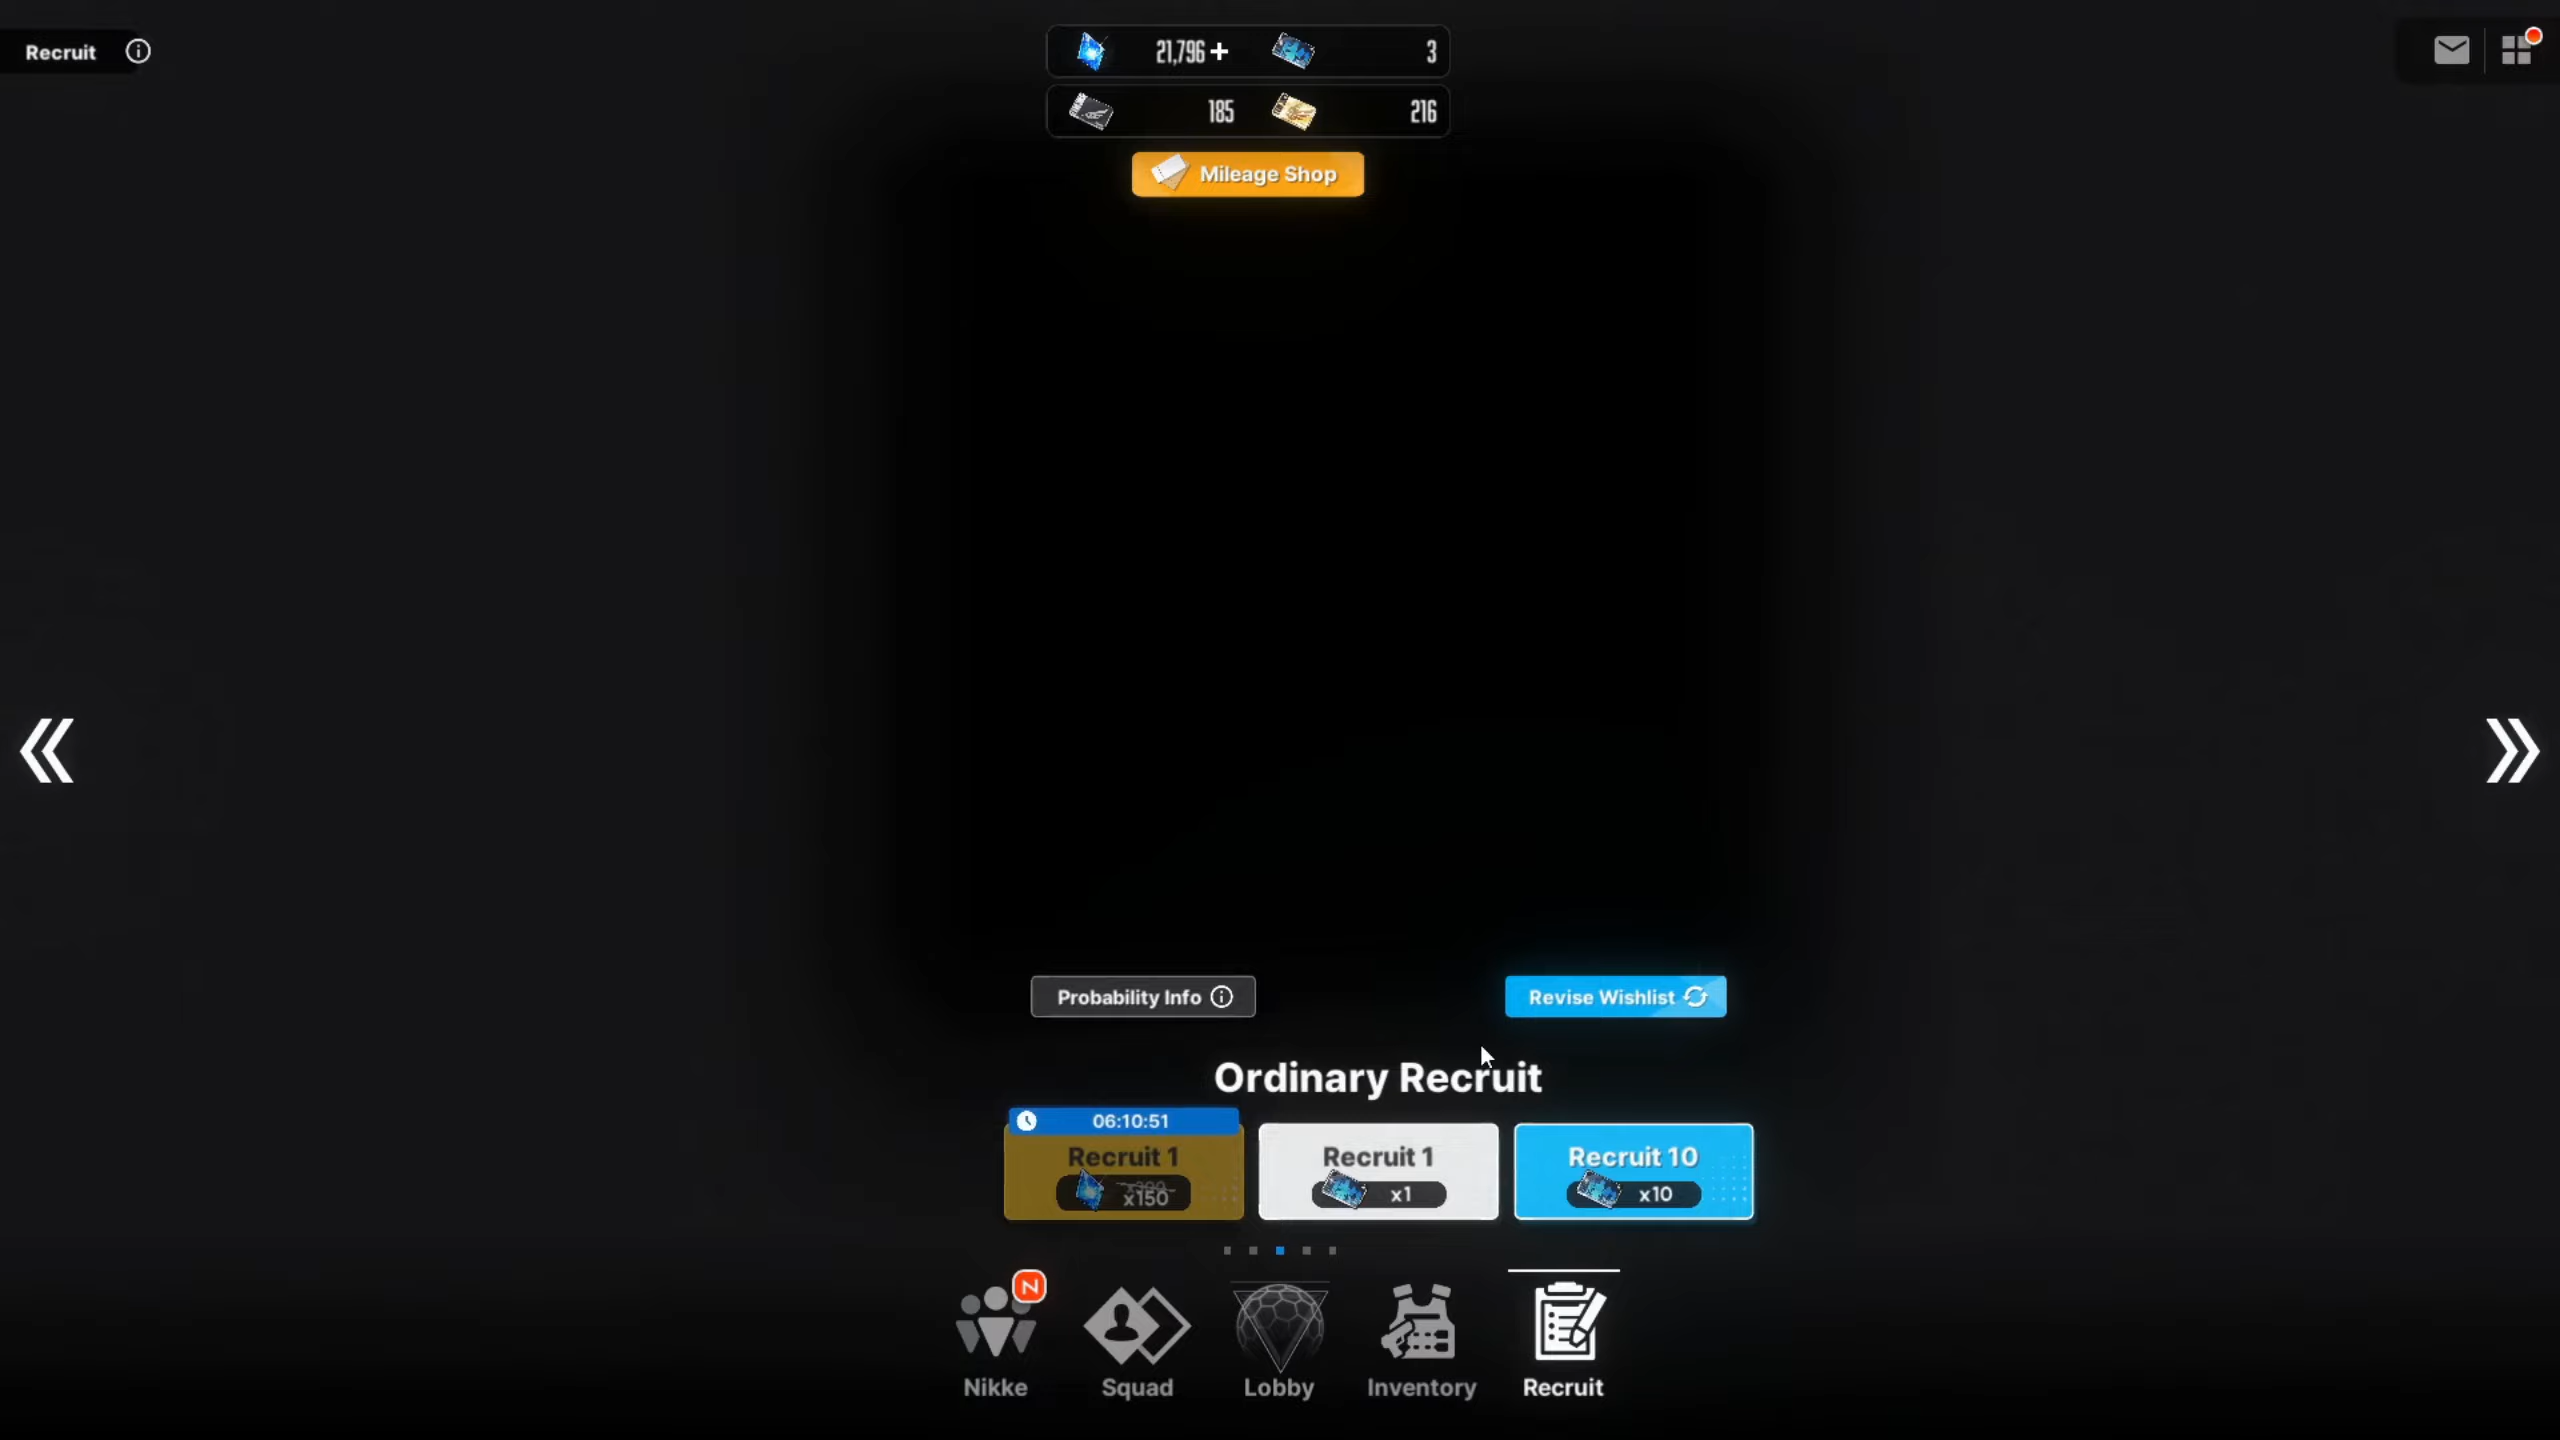 Recruit
21,796
3
185
216
Mileage Shop
Probability Info
Revise Wishlist
Ordinary Recruit
06:10:51
Recruit 1
x300
x150
Recruit 1
x1
Recruit 10
x10
N
Nikke
Squad
Lobby
Inventory
Recruit